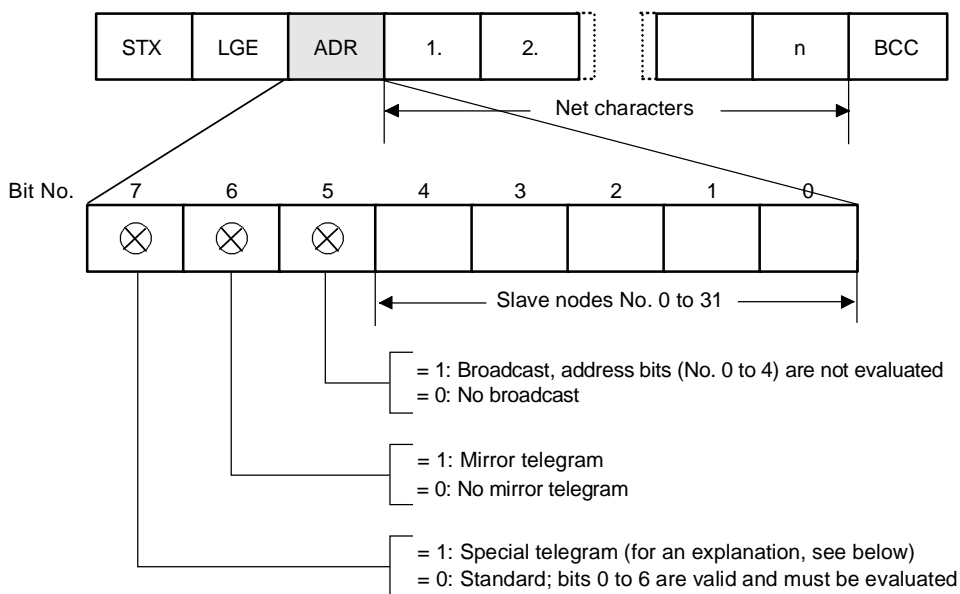 STX LGE ADR 1. 2. n BCC
Net characters
Bit No. 7 6 5 4 3 2 1 0
Slave nodes No. 0 to 31
= 1: Broadcast, address bits (No. 0 to 4) are not evaluated
= 0: No broadcast
= 1: Mirror telegram
= 0: No mirror telegram
= 1: Special telegram (for an explanation, see below)
= 0: Standard; bits 0 to 6 are valid and must be evaluated